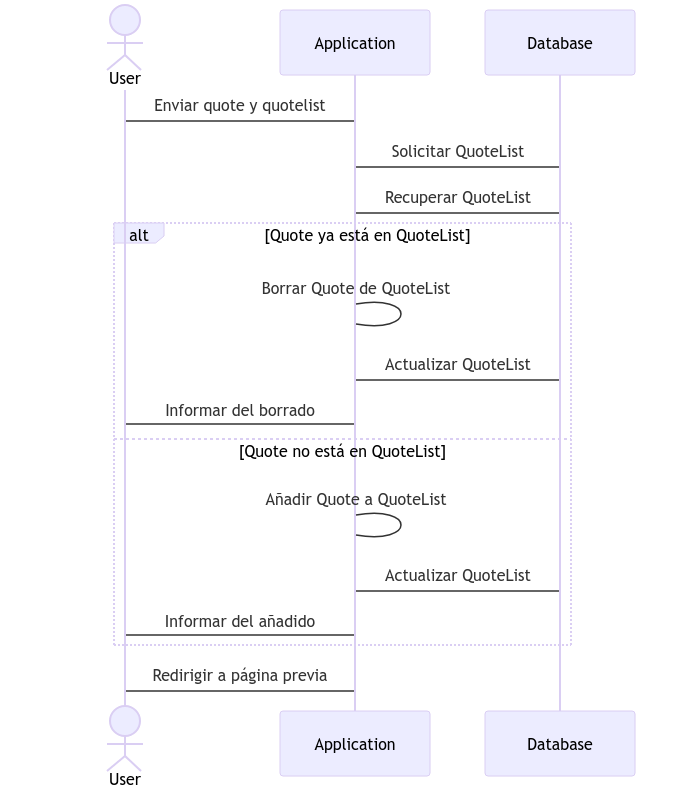 User
Application
Database
Enviar quote y quotelist
Solicitar QuoteList
Recuperar QuoteList
alt
[Quote ya está en QuoteList]
Borrar Quote de QuoteList
Actualizar QuoteList
Informar del borrado
[Quote no está en QuoteList]
Añadir Quote a QuoteList
Actualizar QuoteList
Informar del añadido
Redirigir a página previa
User
Application
Database